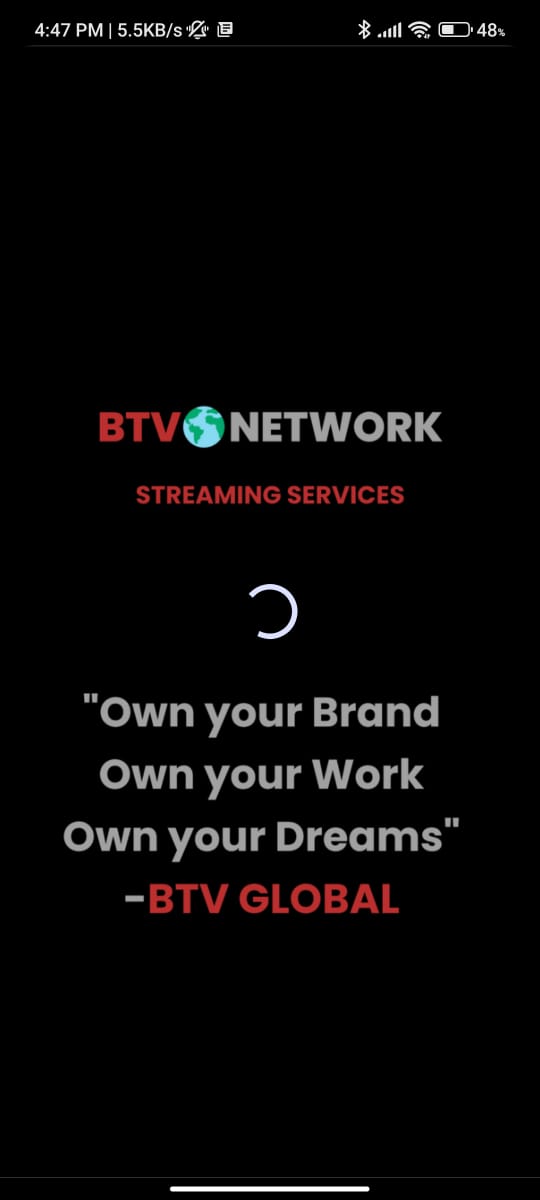 4:47 PM | 5.5KB/s 48%
BTV NETWORK
STREAMING SERVICES
"Own your Brand
Own your Work
Own your Dreams"
-BTV GLOBAL